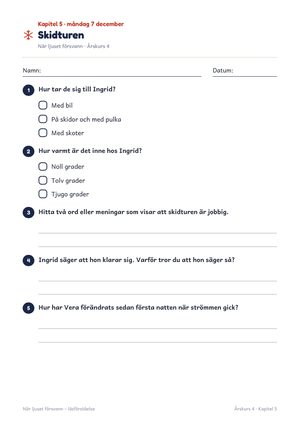 Kapitel 5 · måndag 7 december
Skidturen
När ljuset försvann · Årskurs 4
Namn:
Datum:
1 Hur tar de sig till Ingrid?
Med bil
På skidor och med pulka
Med skoter
2 Hur varmt är det inne hos Ingrid?
Noll grader
Tolv grader
Tjugo grader
3 Hitta två ord eller meningar som visar att skidturen är jobbig.
4 Ingrid säger att hon klarar sig. Varför tror du att hon säger så?
5 Hur har Vera förändrats sedan första natten när strömmen gick?
När ljuset försvann · läsförståelse
Årskurs 4 · Kapitel 5